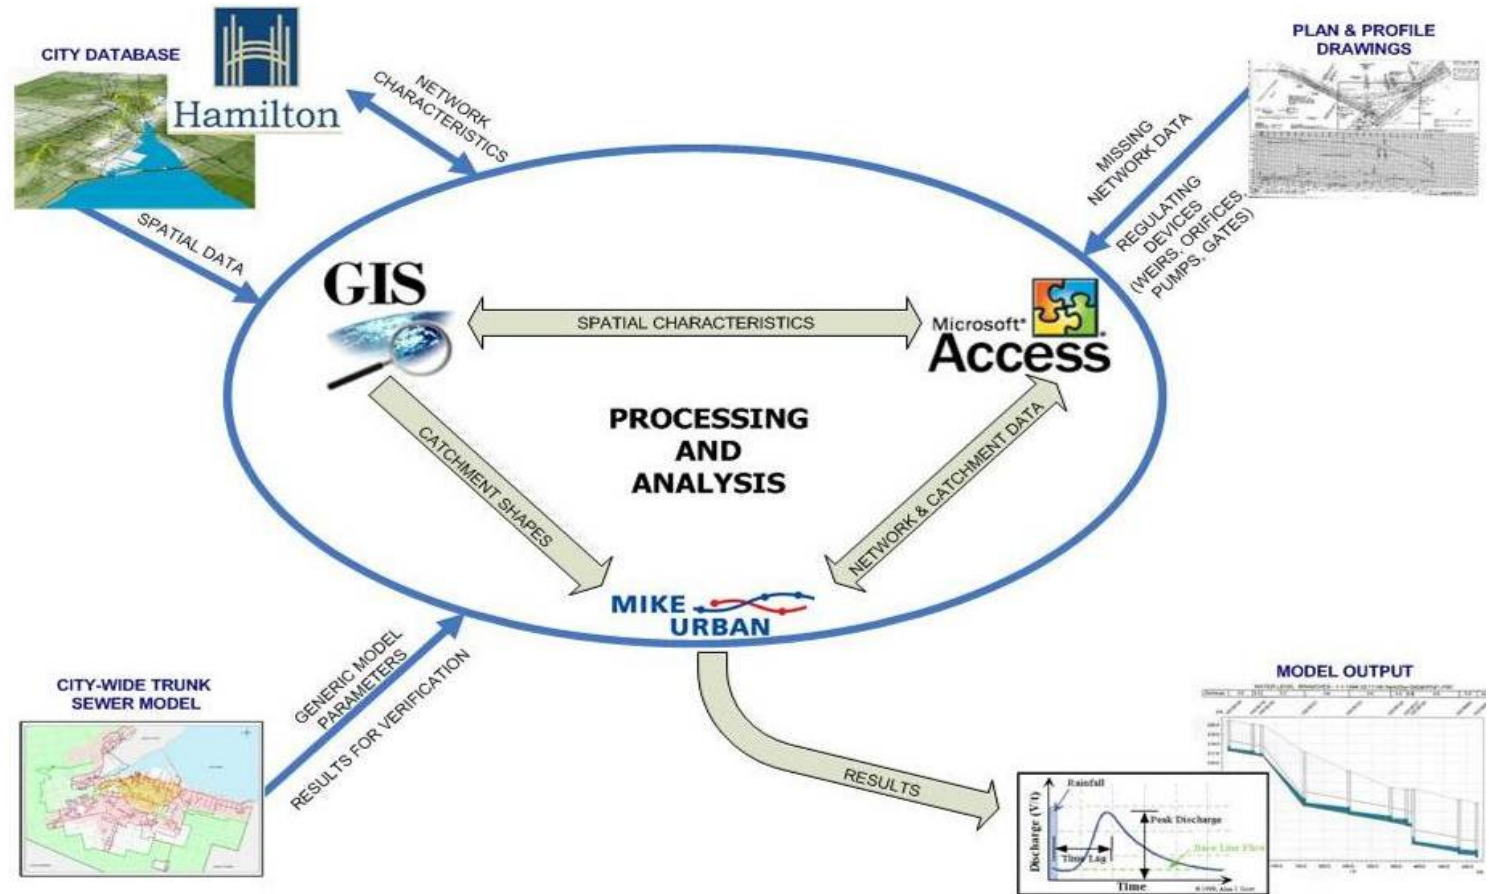 CITY DATABASE
Hamilton
NETWORK
CHARACTERISTICS
SPATIAL DATA
PLAN & PROFILE
DRAWINGS
MISSING
NETWORK DATA
REGULATING
DEVICES
(WEIRS, ORIFICES,
PUMPS, GATES)
GIS
SPATIAL CHARACTERISTICS
Microsoft®
Access
PROCESSING
AND
ANALYSIS
CATCHMENT SHAPES
NETWORK & CATCHMENT DATA
MIKE
URBAN
CITY-WIDE TRUNK
SEWER MODEL
GENERIC MODEL
PARAMETERS
RESULTS FOR VERIFICATION
RESULTS
MODEL OUTPUT
Rainfall
Discharge (V/t)
Peak Discharge
Time Lag
Base Line Flow
Time